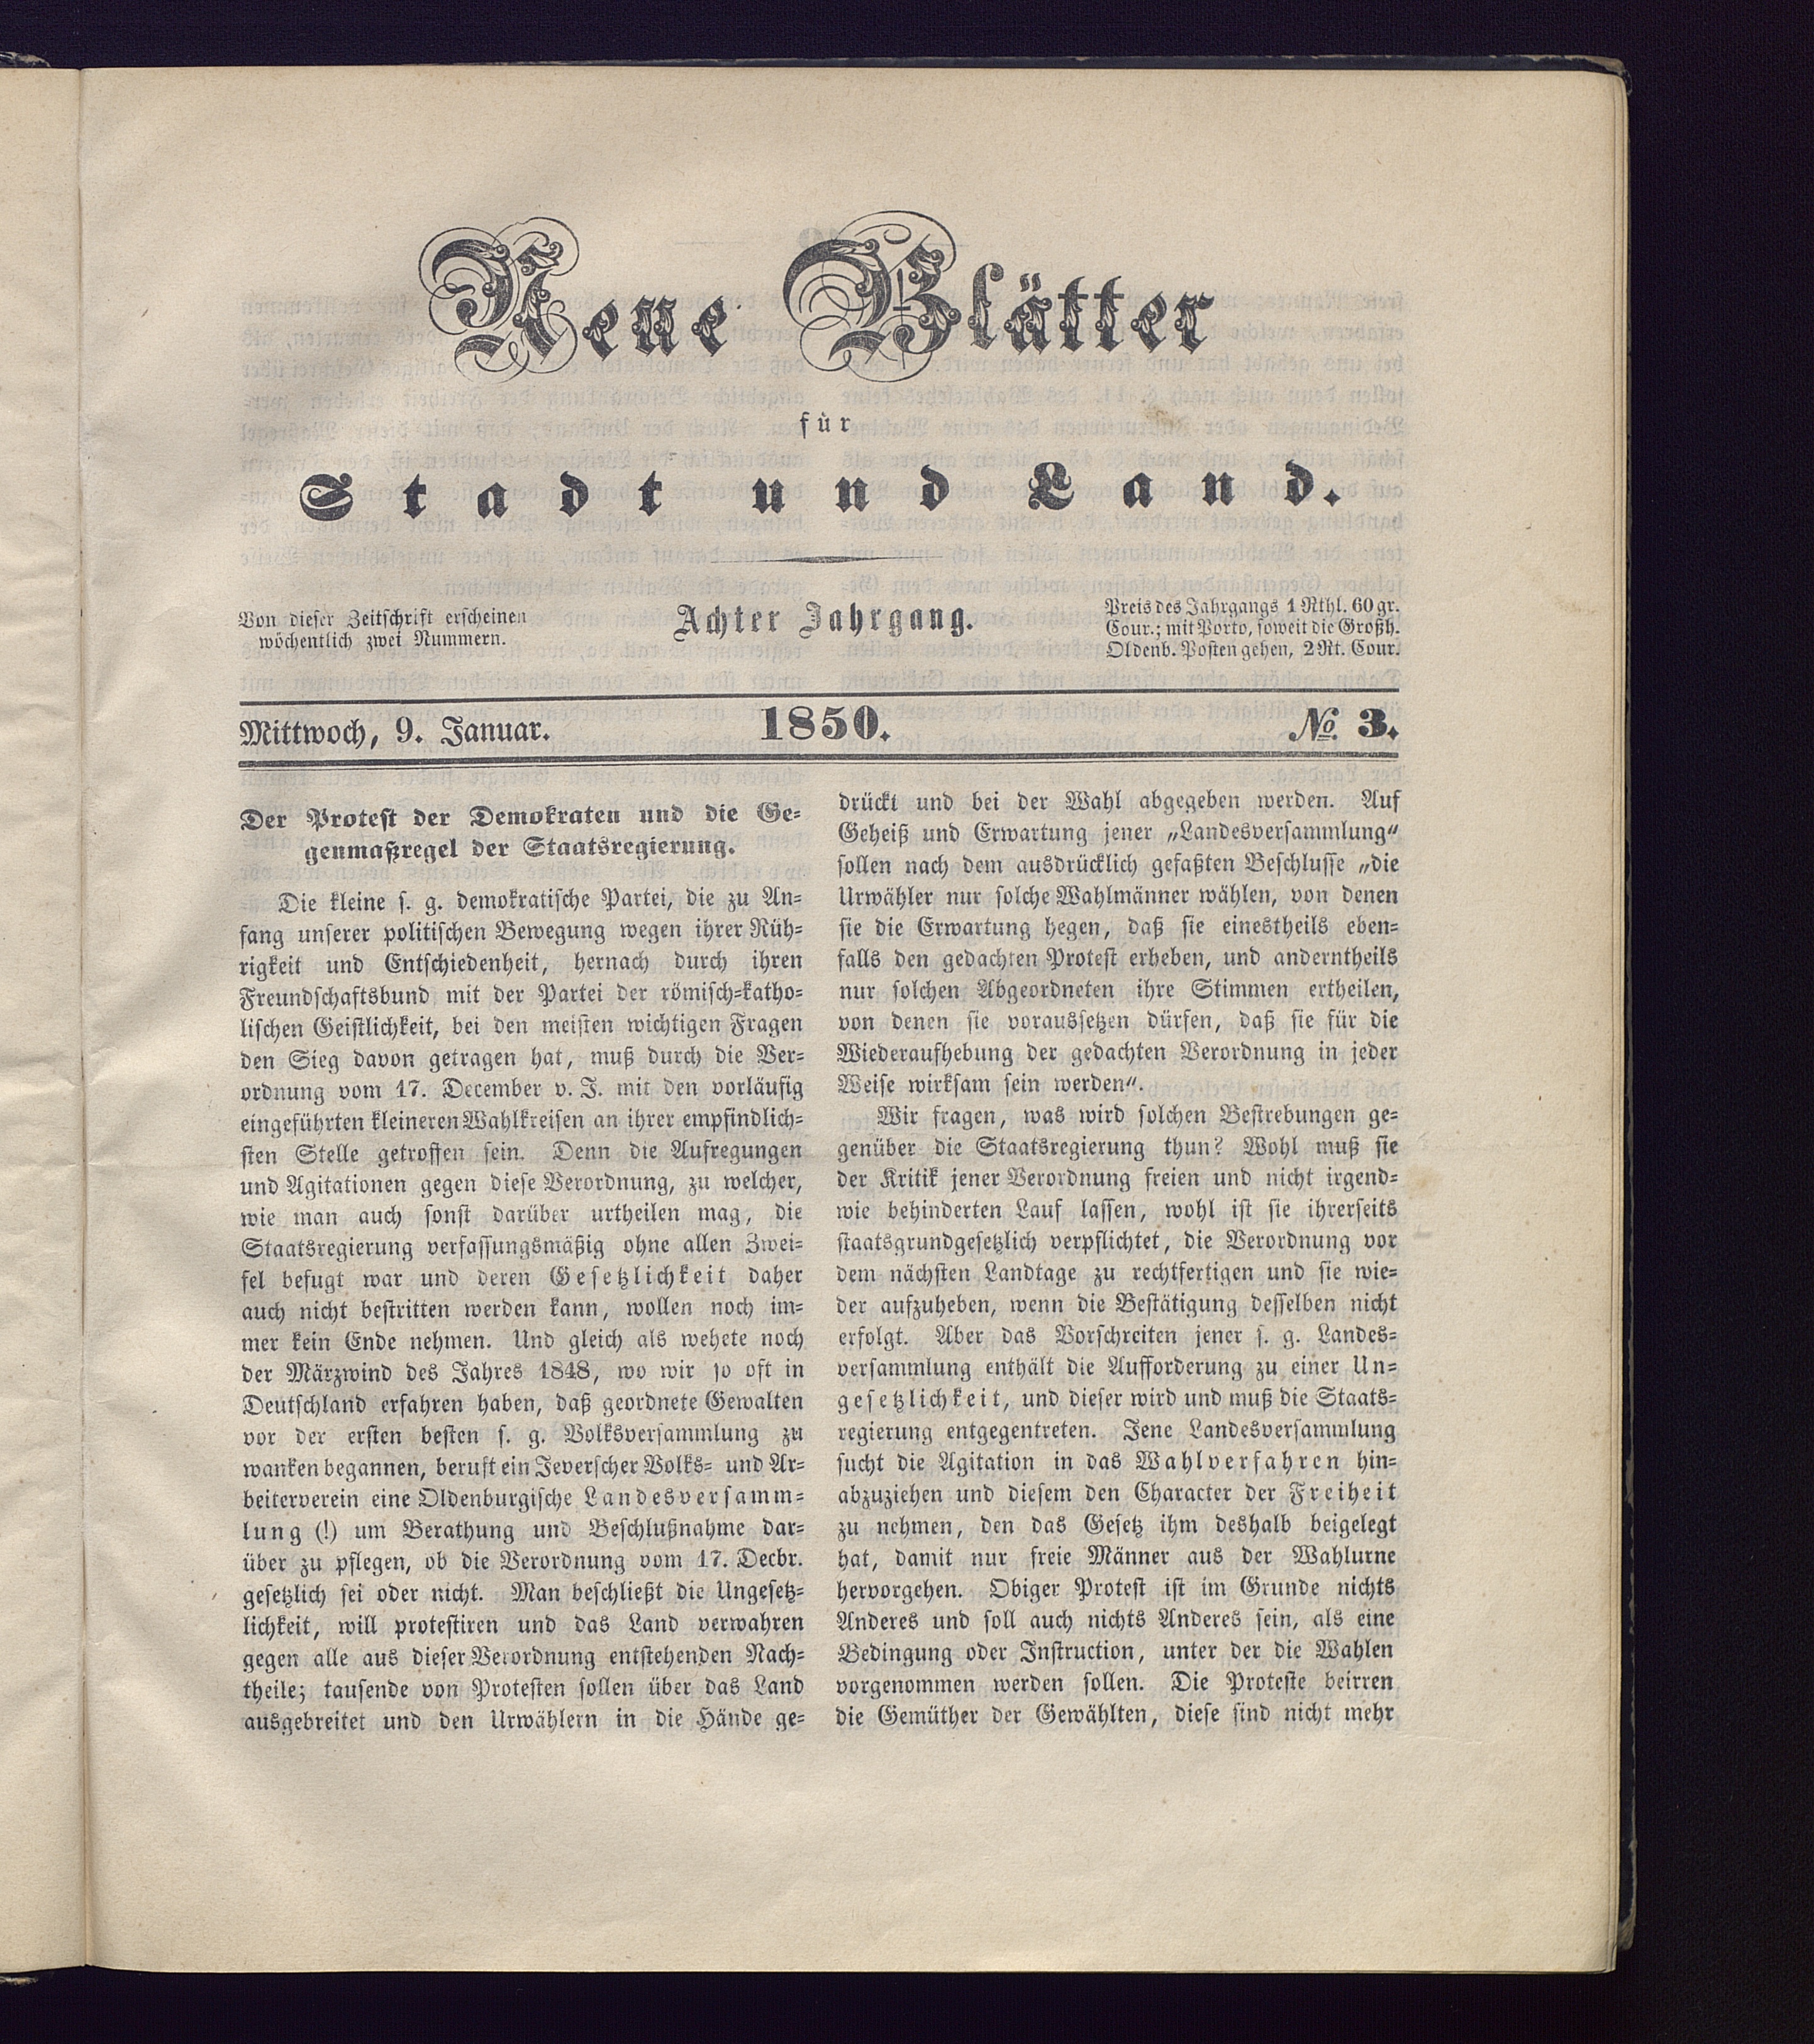 Neue Blätter
für
Stadt und Land.
Von dieser Zeitschrift erscheinen
wöchentlich zwei Nummern.
Achter Jahrgang.
Preis des Jahrgangs 1 Rthl. 60 gr.
Cour.; mit Porto, soweit die Großh.
Oldenb. Posten gehen, 2 Rt. Cour.
Mittwoch, 9. Januar.
1850.
No. 3.
Der Protest der Demokraten und die Ge-
genmaßregel der Staatsregierung.
Die kleine s. g. demokratische Partei, die zu An-
fang unserer politischen Bewegung wegen ihrer Rüh-
rigkeit und Entschiedenheit, hernach durch ihren
Freundschaftsbund mit der Partei der römisch-katho-
lischen Geistlichkeit, bei den meisten wichtigen Fragen
den Sieg davon getragen hat, muß durch die Ver-
ordnung vom 17. December v. J. mit den vorläufig
eingeführten kleineren Wahlkreisen an ihrer empfindlich-
sten Stelle getroffen sein. Denn die Aufregungen
und Agitationen gegen diese Verordnung, zu welcher,
wie man auch sonst darüber urtheilen mag, die
Staatsregierung verfassungsmäßig ohne allen Zwei-
fel befugt war und deren Gesetzlichkeit daher
auch nicht bestritten werden kann, wollen noch im-
mer kein Ende nehmen. Und gleich als wehete noch
der Märzwind des Jahres 1848, wo wir so oft in
Deutschland erfahren haben, daß geordnete Gewalten
vor der ersten besten s. g. Volksversammlung zu
wanken begannen, beruft ein Jeverscher Volks- und Ar-
beiterverein eine Oldenburgische Landesversamm-
lung (!) um Berathung und Beschlußnahme dar-
über zu pflegen, ob die Verordnung vom 17. Decbr.
gesetzlich sei oder nicht. Man beschließt die Ungesetz-
lichkeit, will protestiren und das Land verwahren
gegen alle aus dieser Verordnung entstehenden Nach-
theile; tausende von Protesten sollen über das Land
ausgebreitet und den Urwählern in die Hände ge-
drückt und bei der Wahl abgegeben werden. Auf
Geheiß und Erwartung jener „Landesversammlung“
sollen nach dem ausdrücklich gefaßten Beschlusse „die
Urwähler nur solche Wahlmänner wählen, von denen
sie die Erwartung hegen, daß sie einestheils eben-
falls den gedachten Protest erheben, und anderntheils
nur solchen Abgeordneten ihre Stimmen ertheilen,
von denen sie voraussetzen dürfen, daß sie für die
Wiederaufhebung der gedachten Verordnung in jeder
Weise wirksam sein werden“.
Wir fragen, was wird solchen Bestrebungen ge-
genüber die Staatsregierung thun? Wohl muß sie
der Kritik jener Verordnung freien und nicht irgend-
wie behinderten Lauf lassen, wohl ist sie ihrerseits
staatsgrundgesetzlich verpflichtet, die Verordnung vor
dem nächsten Landtage zu rechtfertigen und sie wie-
der aufzuheben, wenn die Bestätigung desselben nicht
erfolgt. Aber das Vorschreiten jener s. g. Landes-
versammlung enthält die Aufforderung zu einer Un-
gesetzlichkeit, und dieser wird und muß die Staats-
regierung entgegentreten. Jene Landesversammlung
sucht die Agitation in das Wahlverfahren hin-
abzuziehen und diesem den Character der Freiheit
zu nehmen, den das Gesetz ihm deshalb beigelegt
hat, damit nur freie Männer aus der Wahlurne
hervorgehen. Obiger Protest ist im Grunde nichts
Anderes und soll auch nichts Anderes sein, als eine
Bedingung oder Instruction, unter der die Wahlen
vorgenommen werden sollen. Die Proteste beirren
die Gemüther der Gewählten, diese sind nicht mehr